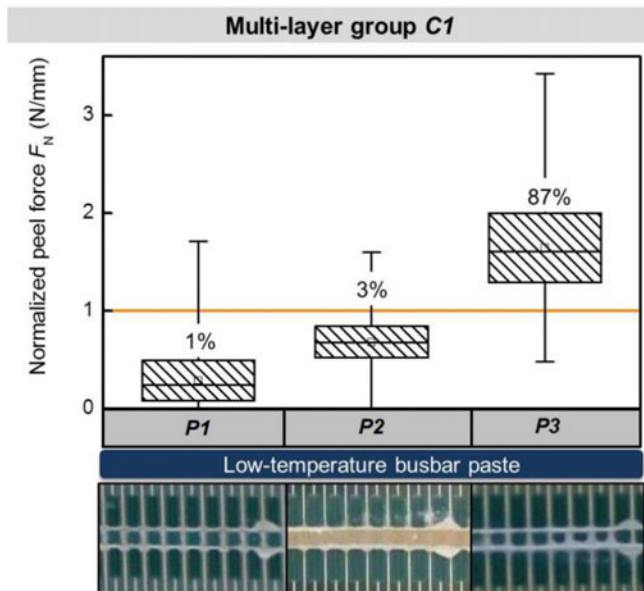 Multi-layer group C1
Normalized peel force F_N (N/mm)
3
2
1
0
1%
3%
87%
P1 P2 P3
Low-temperature busbar paste